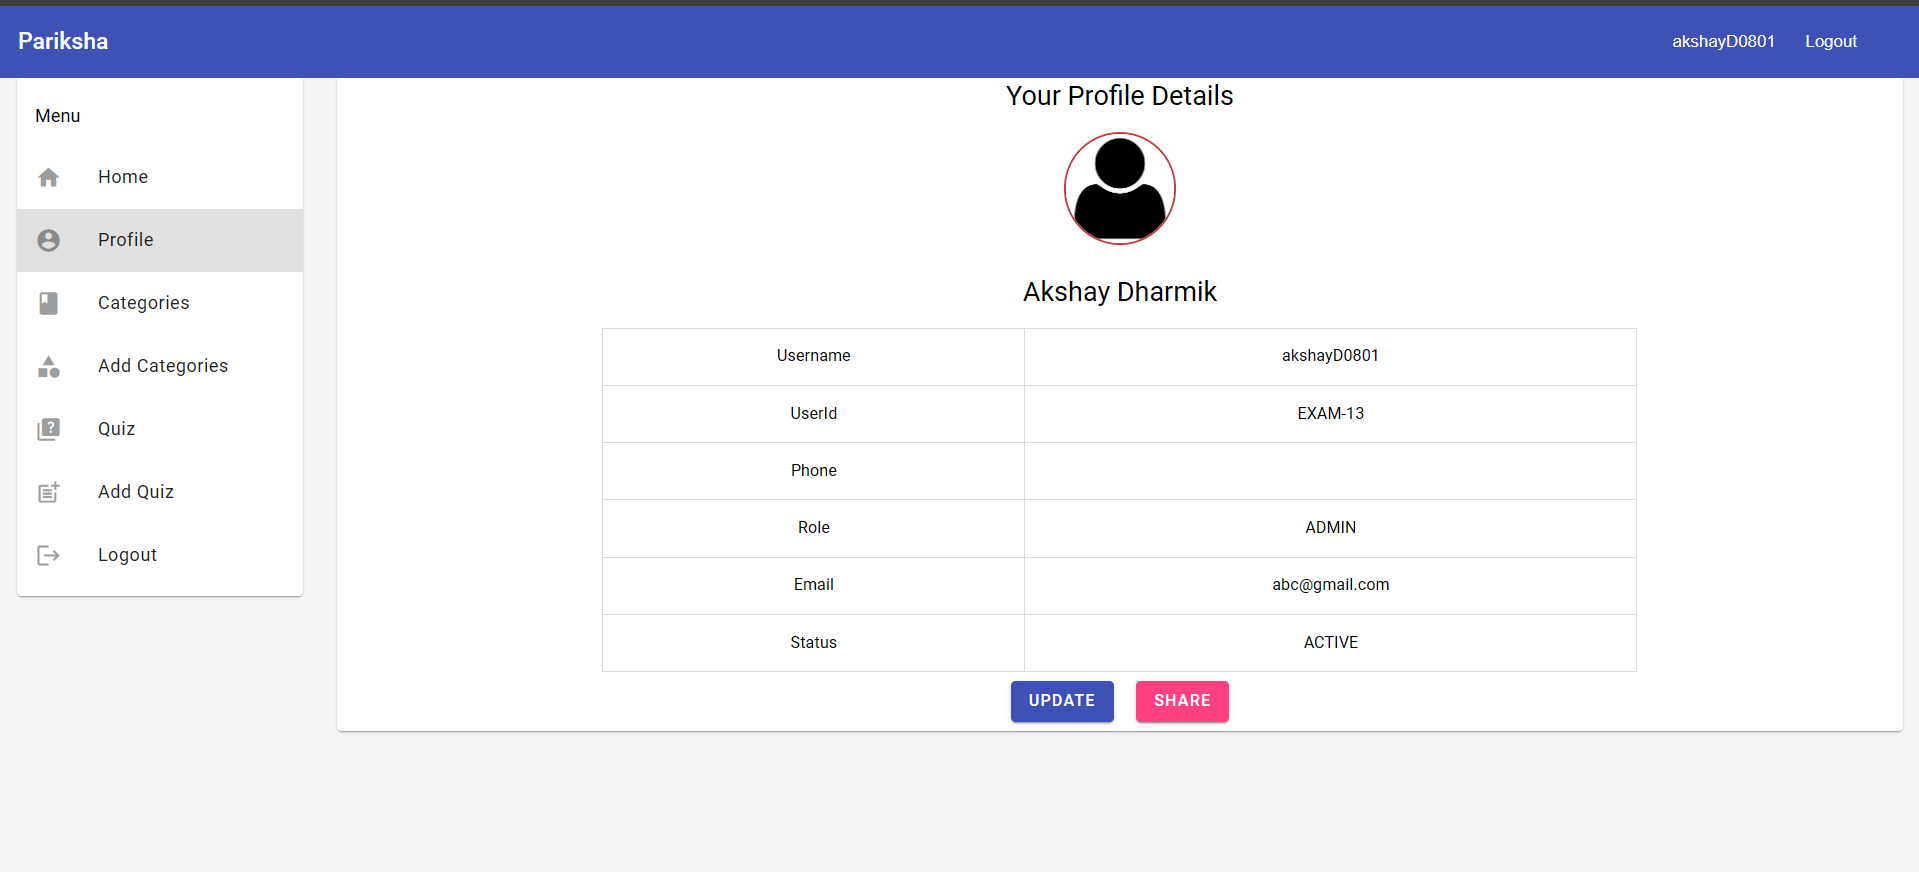 Pariksha
akshayD0801 Logout
Menu
Home
Profile
Categories
Add Categories
Quiz
Add Quiz
Logout
Your Profile Details
Akshay Dharmik
Username akshayD0801
UserId EXAM-13
Phone
Role ADMIN
Email abc@gmail.com
Status ACTIVE
UPDATE SHARE